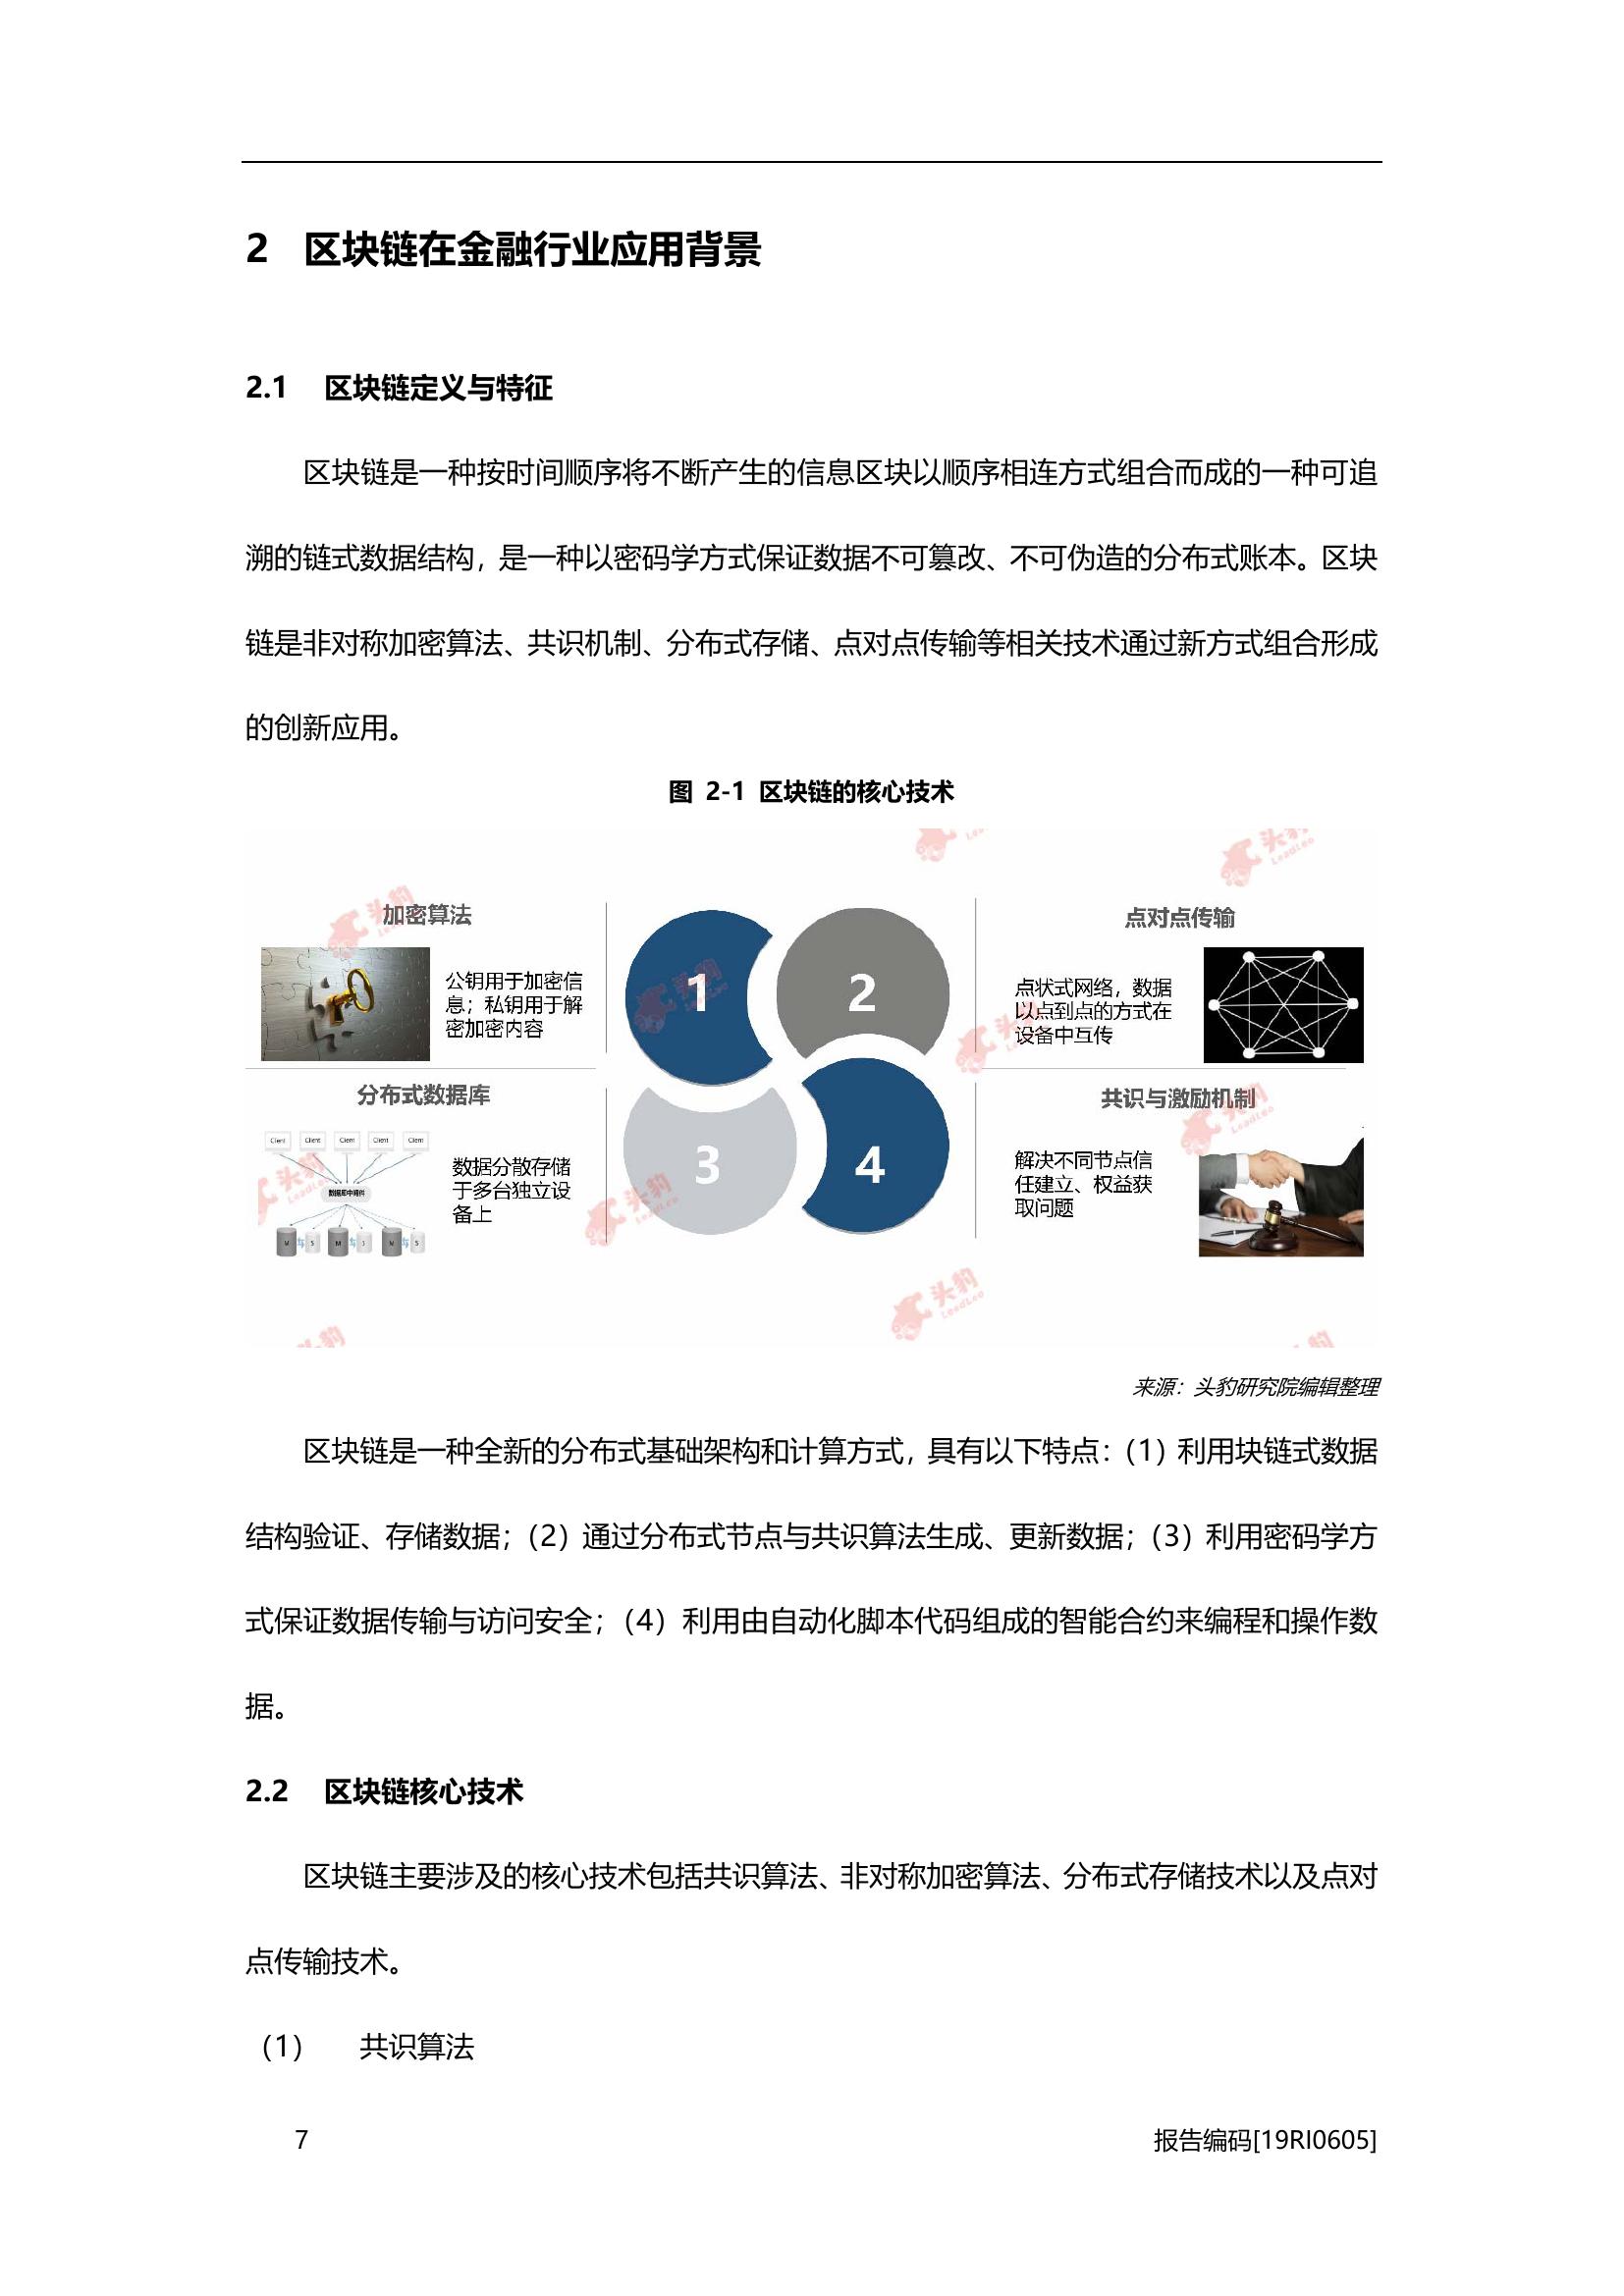 2 区块链在金融行业应用背景
2.1 区块链定义与特征
区块链是一种按时间顺序将不断产生的信息区块以顺序相连方式组合而成的一种可追
溯的链式数据结构，是一种以密码学方式保证数据不可篡改、不可伪造的分布式账本。区块
链是非对称加密算法、共识机制、分布式存储、点对点传输等相关技术通过新方式组合形成
的创新应用。
图 2-1 区块链的核心技术
加密算法
公钥用于加密信
息；私钥用于解
密加密内容
1
2
点对点传输
点状式网络，数据
以点到点的方式在
设备中互传
分布式数据库
Client Client Client Client Client
数据库中间件
M S M S M S
数据分散存储
于多台独立设
备上
3
4
共识与激励机制
解决不同节点信
任建立、权益获
取问题
头豹 LeadLeo
来源：头豹研究院编辑整理
区块链是一种全新的分布式基础架构和计算方式，具有以下特点：（1）利用块链式数据
结构验证、存储数据；（2）通过分布式节点与共识算法生成、更新数据；（3）利用密码学方
式保证数据传输与访问安全；（4）利用由自动化脚本代码组成的智能合约来编程和操作数
据。
2.2 区块链核心技术
区块链主要涉及的核心技术包括共识算法、非对称加密算法、分布式存储技术以及点对
点传输技术。
（1） 共识算法
7 报告编码[19RI0605]